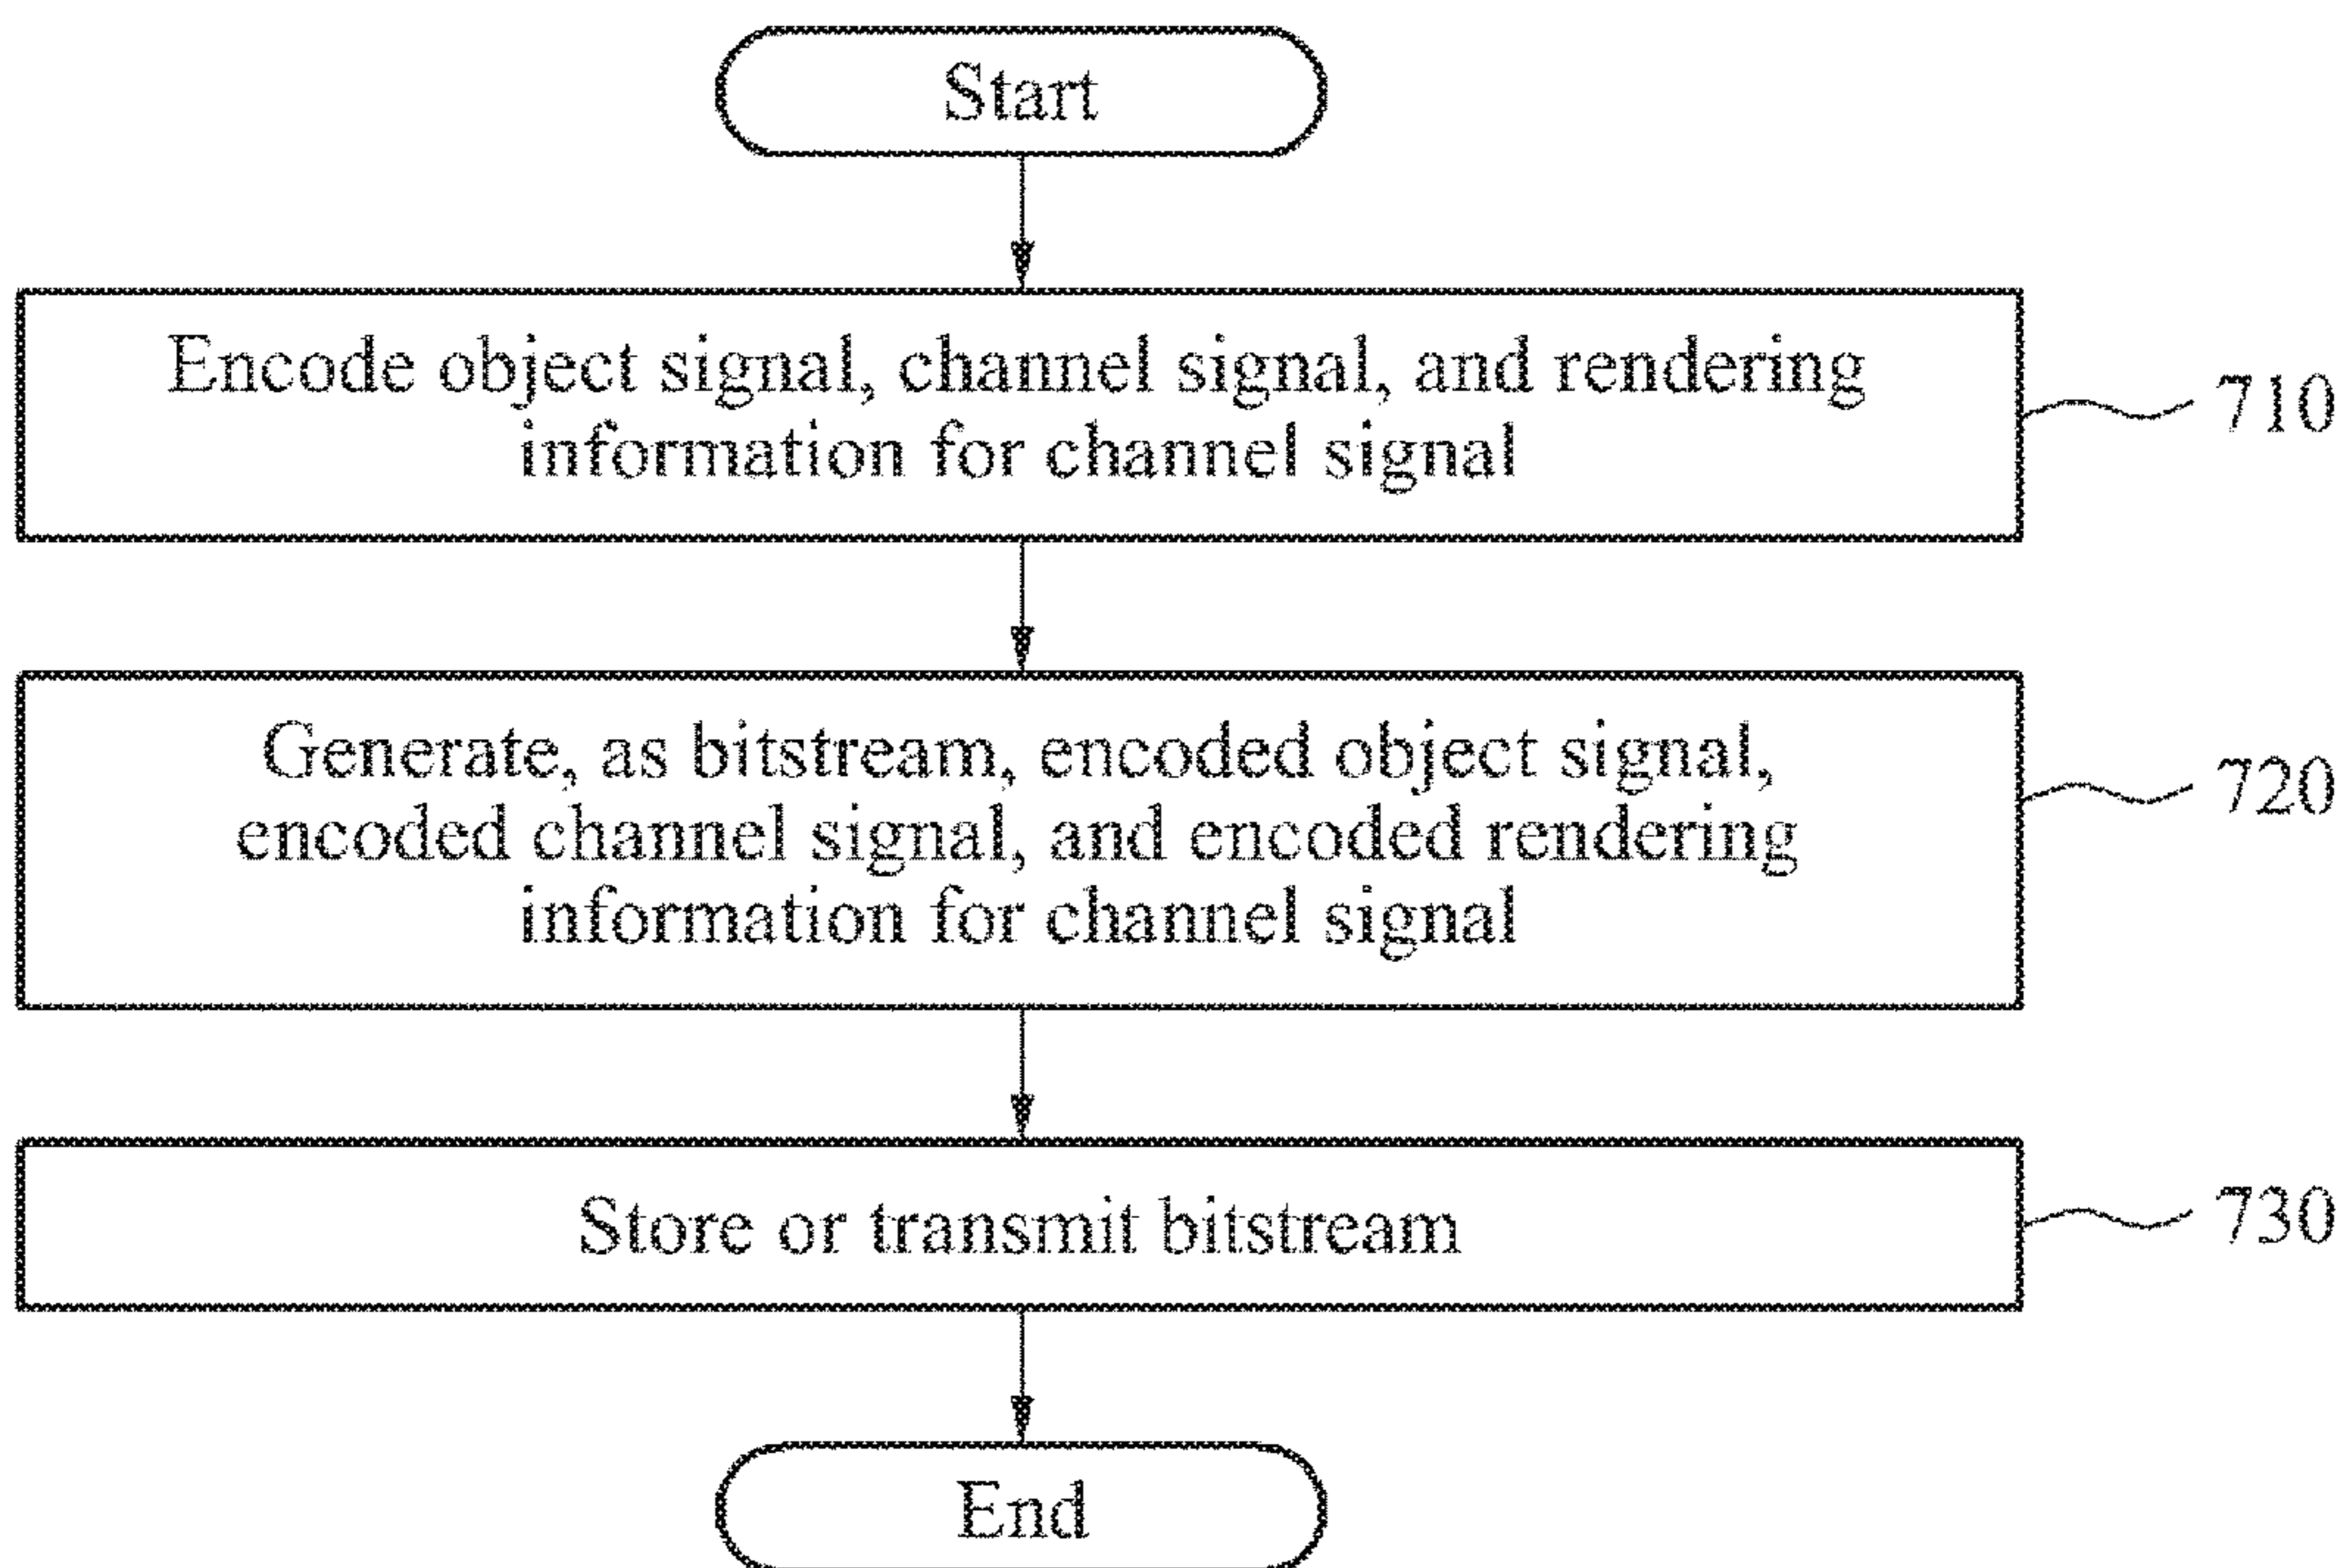 Start
Encode object signal, channel signal, and rendering
information for channel signal
710
Generate, as bitstream, encoded object signal,
encoded channel signal, and encoded rendering
information for channel signal
720
Store or transmit bitstream
730
End